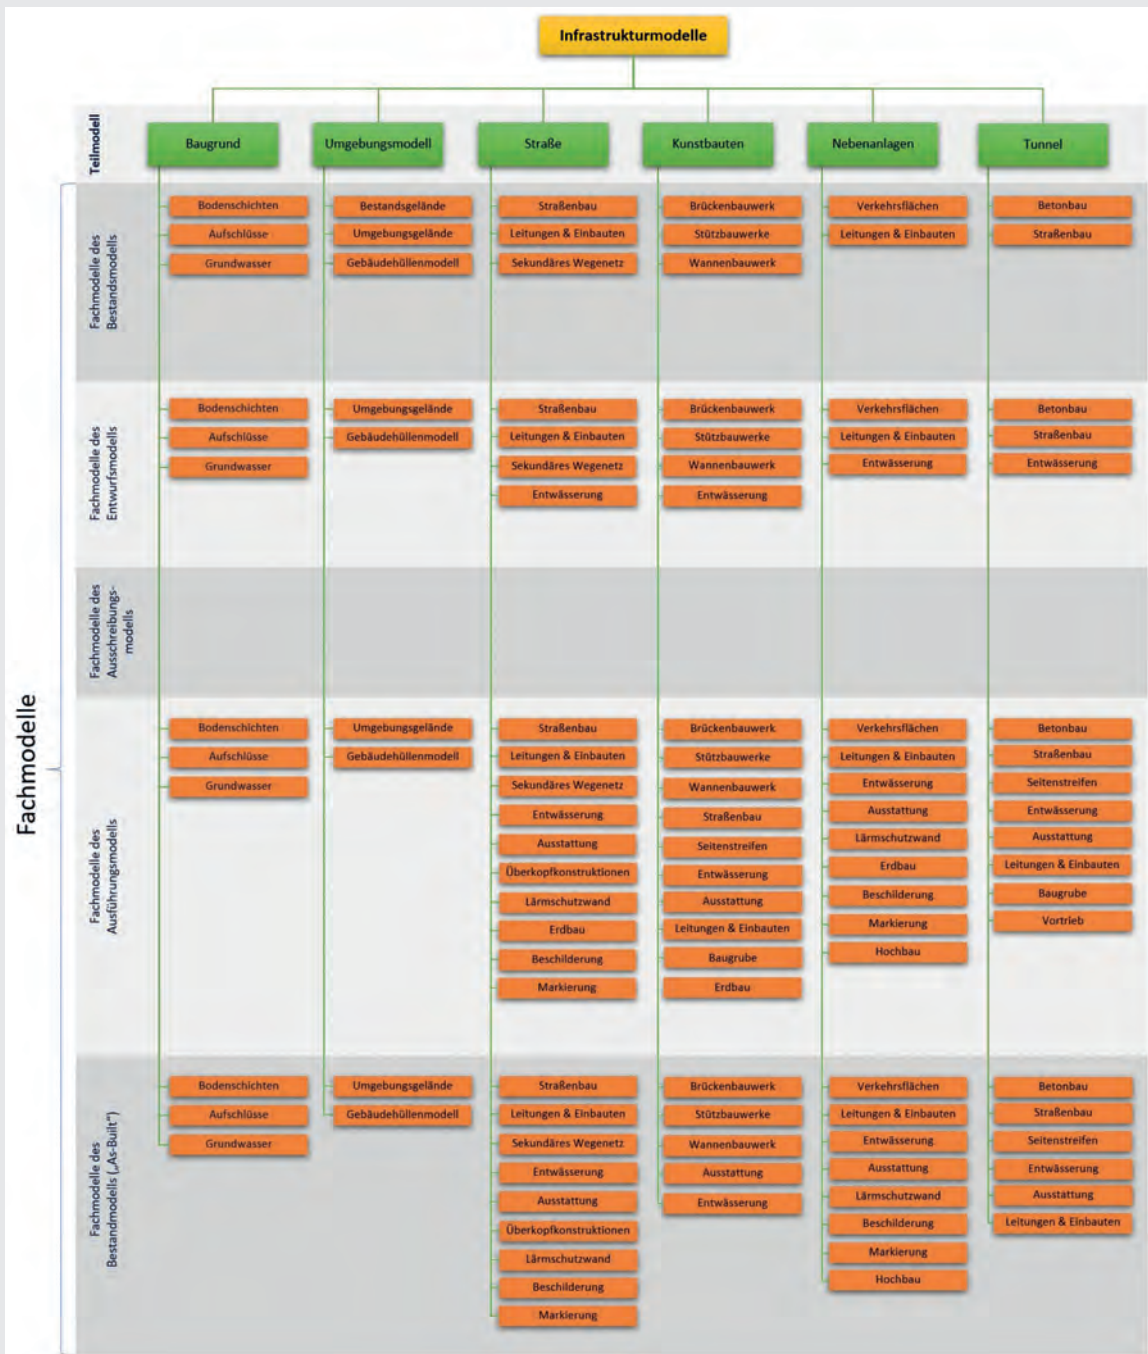 Infrastrukturmodelle
Teilmodell
Baugrund
Umgebungsmodell
Straße
Kunstbauten
Nebenanlagen
Tunnel
Fachmodelle
Fachmodelle des
Bestandsmodells
Bodenschichten
Aufschlüsse
Grundwasser
Bestandsgelände
Umgebungsgelände
Gebäudehüllenmodell
Straßenbau
Leitungen & Einbauten
Sekundäres Wegenetz
Brückenbauwerk
Stützbauwerke
Wannenbauwerk
Verkehrsflächen
Leitungen & Einbauten
Betonbau
Straßenbau
Fachmodelle des
Entwurfsmodells
Bodenschichten
Aufschlüsse
Grundwasser
Umgebungsgelände
Gebäudehüllenmodell
Straßenbau
Leitungen & Einbauten
Sekundäres Wegenetz
Entwässerung
Brückenbauwerk
Stützbauwerke
Wannenbauwerk
Entwässerung
Verkehrsflächen
Leitungen & Einbauten
Entwässerung
Betonbau
Straßenbau
Entwässerung
Fachmodelle des
Ausschreibungs-
modells
Fachmodelle des
Ausführungsmodells
Bodenschichten
Aufschlüsse
Grundwasser
Umgebungsgelände
Gebäudehüllenmodell
Straßenbau
Leitungen & Einbauten
Sekundäres Wegenetz
Entwässerung
Ausstattung
Überkopfkonstruktionen
Lärmschutzwand
Erdbau
Beschilderung
Markierung
Brückenbauwerk
Stützbauwerke
Wannenbauwerk
Straßenbau
Seitenstreifen
Entwässerung
Ausstattung
Leitungen & Einbauten
Baugrube
Erdbau
Verkehrsflächen
Leitungen & Einbauten
Entwässerung
Ausstattung
Lärmschutzwand
Erdbau
Beschilderung
Markierung
Hochbau
Betonbau
Straßenbau
Seitenstreifen
Entwässerung
Ausstattung
Leitungen & Einbauten
Baugrube
Vortrieb
Fachmodelle des
Bestandmodells („As-Built“)
Bodenschichten
Aufschlüsse
Grundwasser
Umgebungsgelände
Gebäudehüllenmodell
Straßenbau
Leitungen & Einbauten
Sekundäres Wegenetz
Entwässerung
Ausstattung
Überkopfkonstruktionen
Lärmschutzwand
Beschilderung
Markierung
Brückenbauwerk
Stützbauwerke
Wannenbauwerk
Ausstattung
Entwässerung
Verkehrsflächen
Leitungen & Einbauten
Entwässerung
Ausstattung
Lärmschutzwand
Beschilderung
Markierung
Hochbau
Betonbau
Straßenbau
Seitenstreifen
Entwässerung
Ausstattung
Leitungen & Einbauten